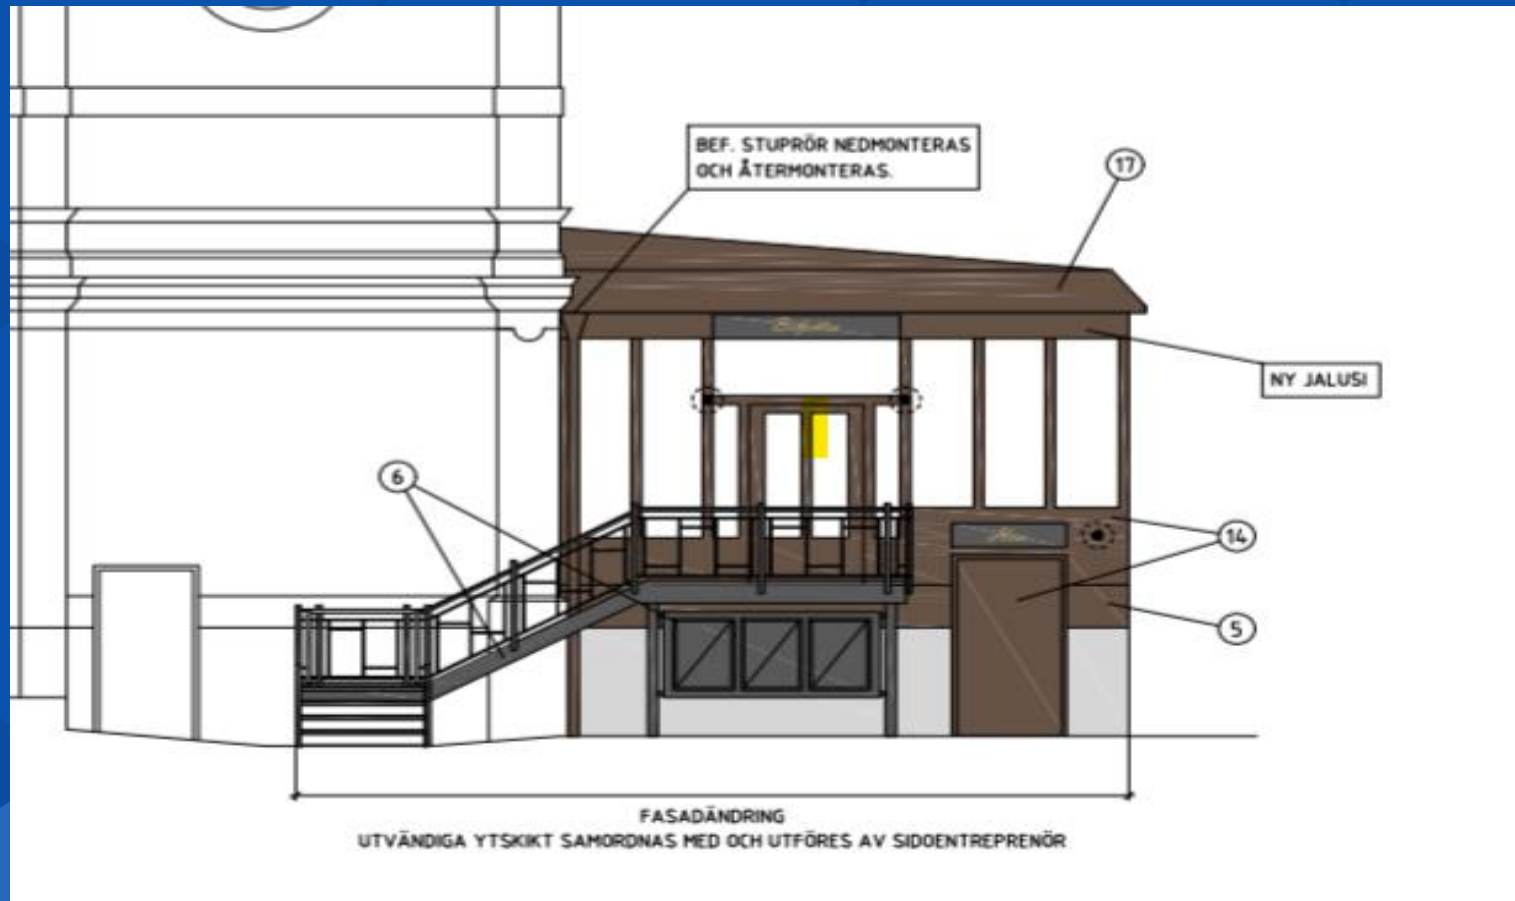 BEF. STUPRÖR NEDMONTERAS
OCH ÅTERMONTERAS.
17
NY JALUSI
6
14
5
FASADÄNDRING
UTVÄNDIGA YTSKIKT SAMORDNAS MED OCH UTFÖRES AV SIDOENTREPRENÖR